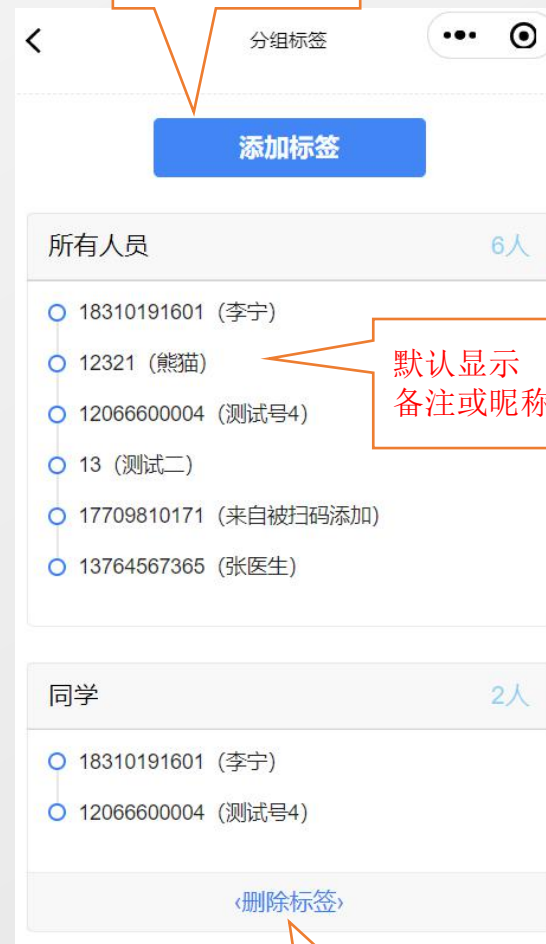 分组标签
添加标签
所有人员 6人
18310191601 (李宁)
12321 (熊猫)
默认显示
备注或昵称
12066600004 (测试号4)
13 (测试二)
17709810171 (来自被扫码添加)
13764567365 (张医生)
同学 2人
18310191601 (李宁)
12066600004 (测试号4)
‹删除标签›